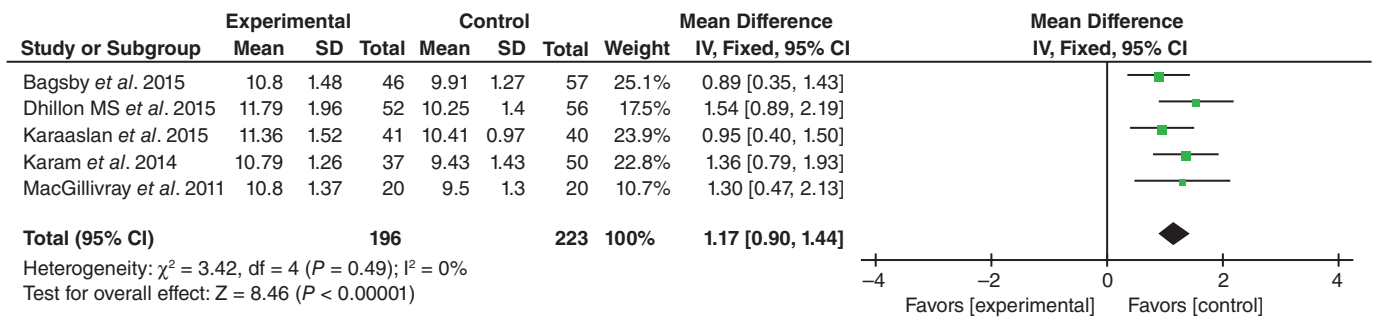 Experimental Control Mean Difference Mean Difference
Study or Subgroup Mean SD Total Mean SD Total Weight IV, Fixed, 95% CI IV, Fixed, 95% CI
Bagsby et al. 2015 10.8 1.48 46 9.91 1.27 57 25.1% 0.89 [0.35, 1.43]
Dhillon MS et al. 2015 11.79 1.96 52 10.25 1.4 56 17.5% 1.54 [0.89, 2.19]
Karaaslan et al. 2015 11.36 1.52 41 10.41 0.97 40 23.9% 0.95 [0.40, 1.50]
Karam et al. 2014 10.79 1.26 37 9.43 1.43 50 22.8% 1.36 [0.79, 1.93]
MacGillivray et al. 2011 10.8 1.37 20 9.5 1.3 20 10.7% 1.30 [0.47, 2.13]
Total (95% CI) 196 223 100% 1.17 [0.90, 1.44]
Heterogeneity: χ² = 3.42, df = 4 (P = 0.49); I² = 0%
Test for overall effect: Z = 8.46 (P < 0.00001)
–4 –2 0 2 4
Favors [experimental] Favors [control]